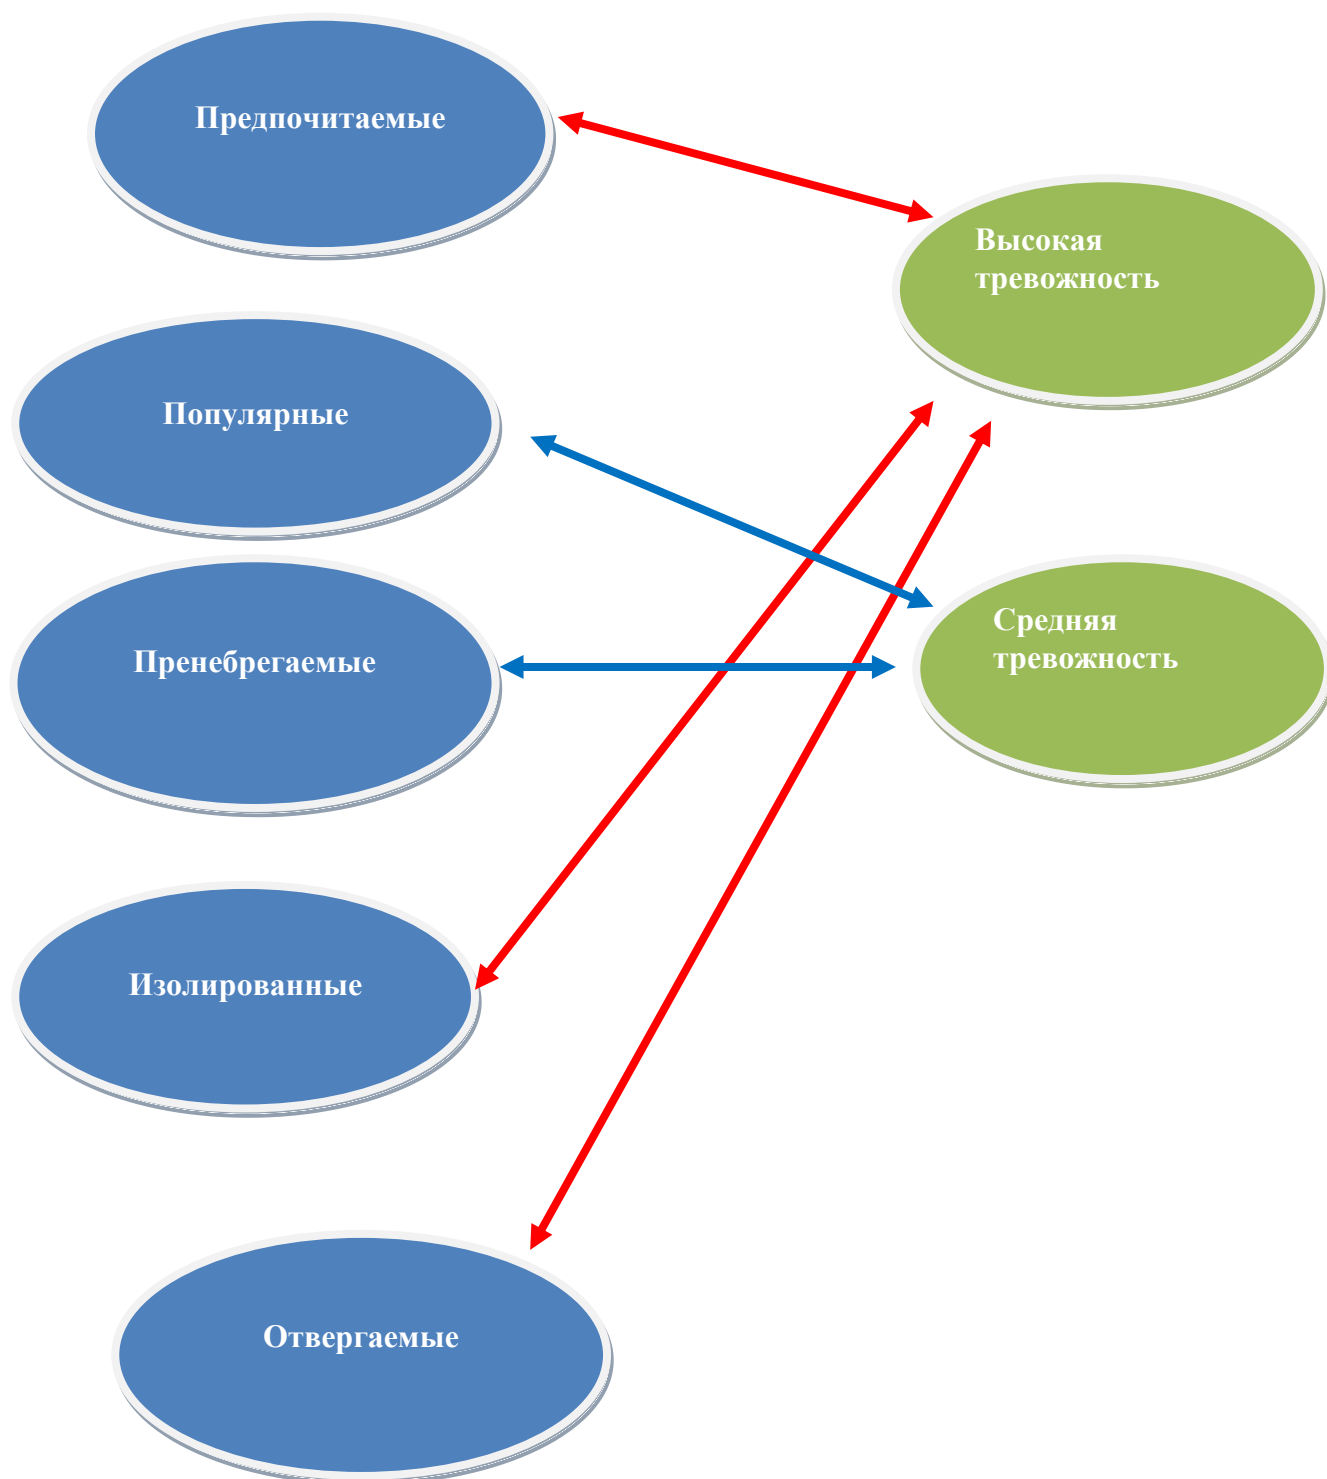 Предпочитаемые
Высокая
тревожность
Популярные
Средняя
тревожность
Пренебрегаемые
Изолированные
Отвергаемые